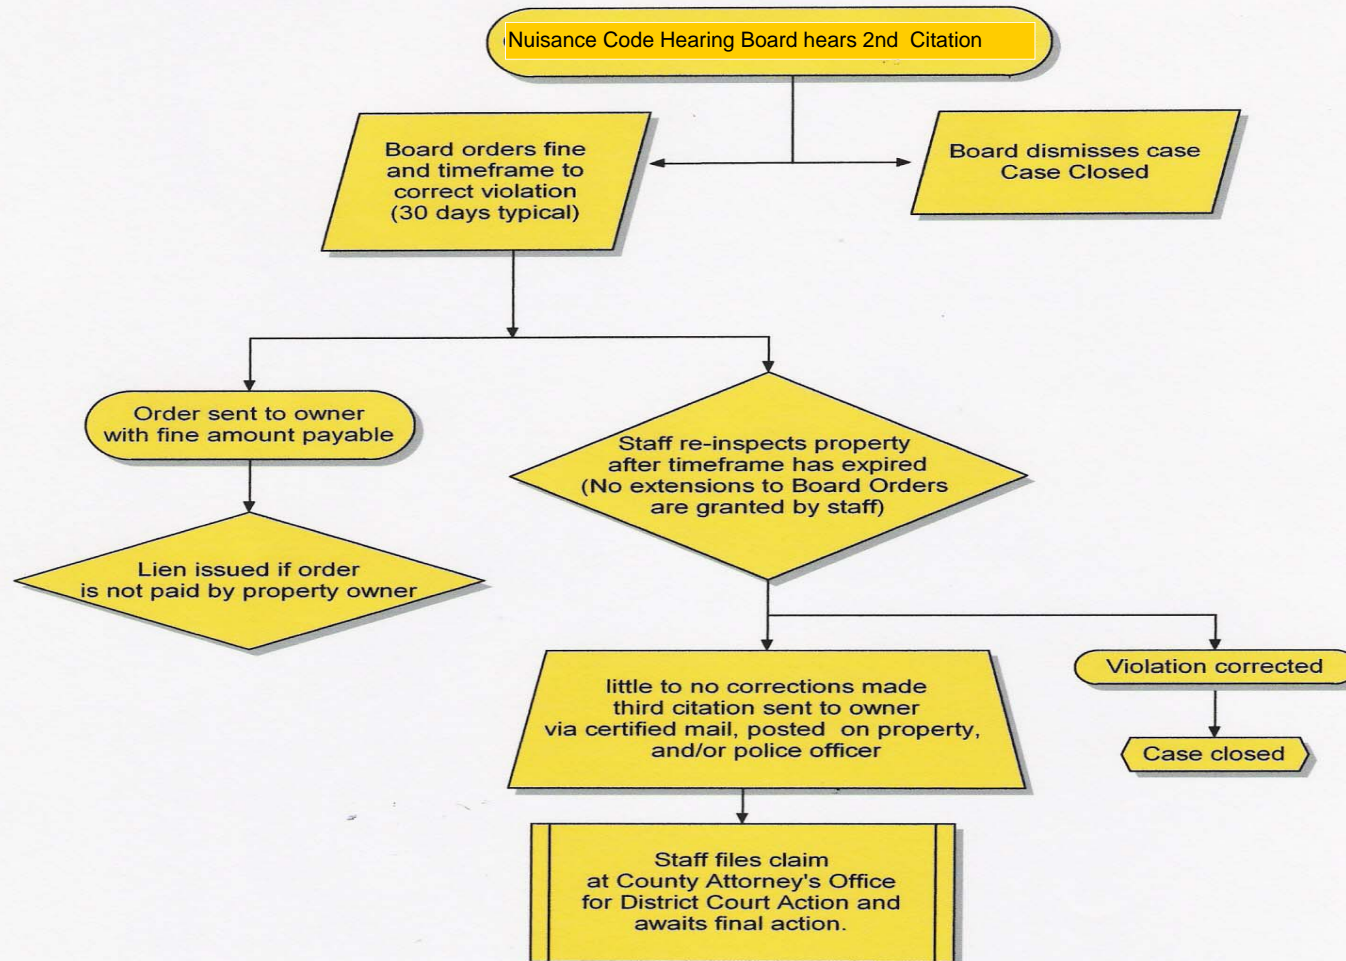 Nuisance Code Hearing Board hears 2nd Citation
Board orders fine
and timeframe to
correct violation
(30 days typical)
Board dismisses case
Case Closed
Order sent to owner
with fine amount payable
Staff re-inspects property
after timeframe has expired
(No extensions to Board Orders
are granted by staff)
Lien issued if order
is not paid by property owner
little to no corrections made
third citation sent to owner
via certified mail, posted on property,
and/or police officer
Violation corrected
Case closed
Staff files claim
at County Attorney's Office
for District Court Action and
awaits final action.